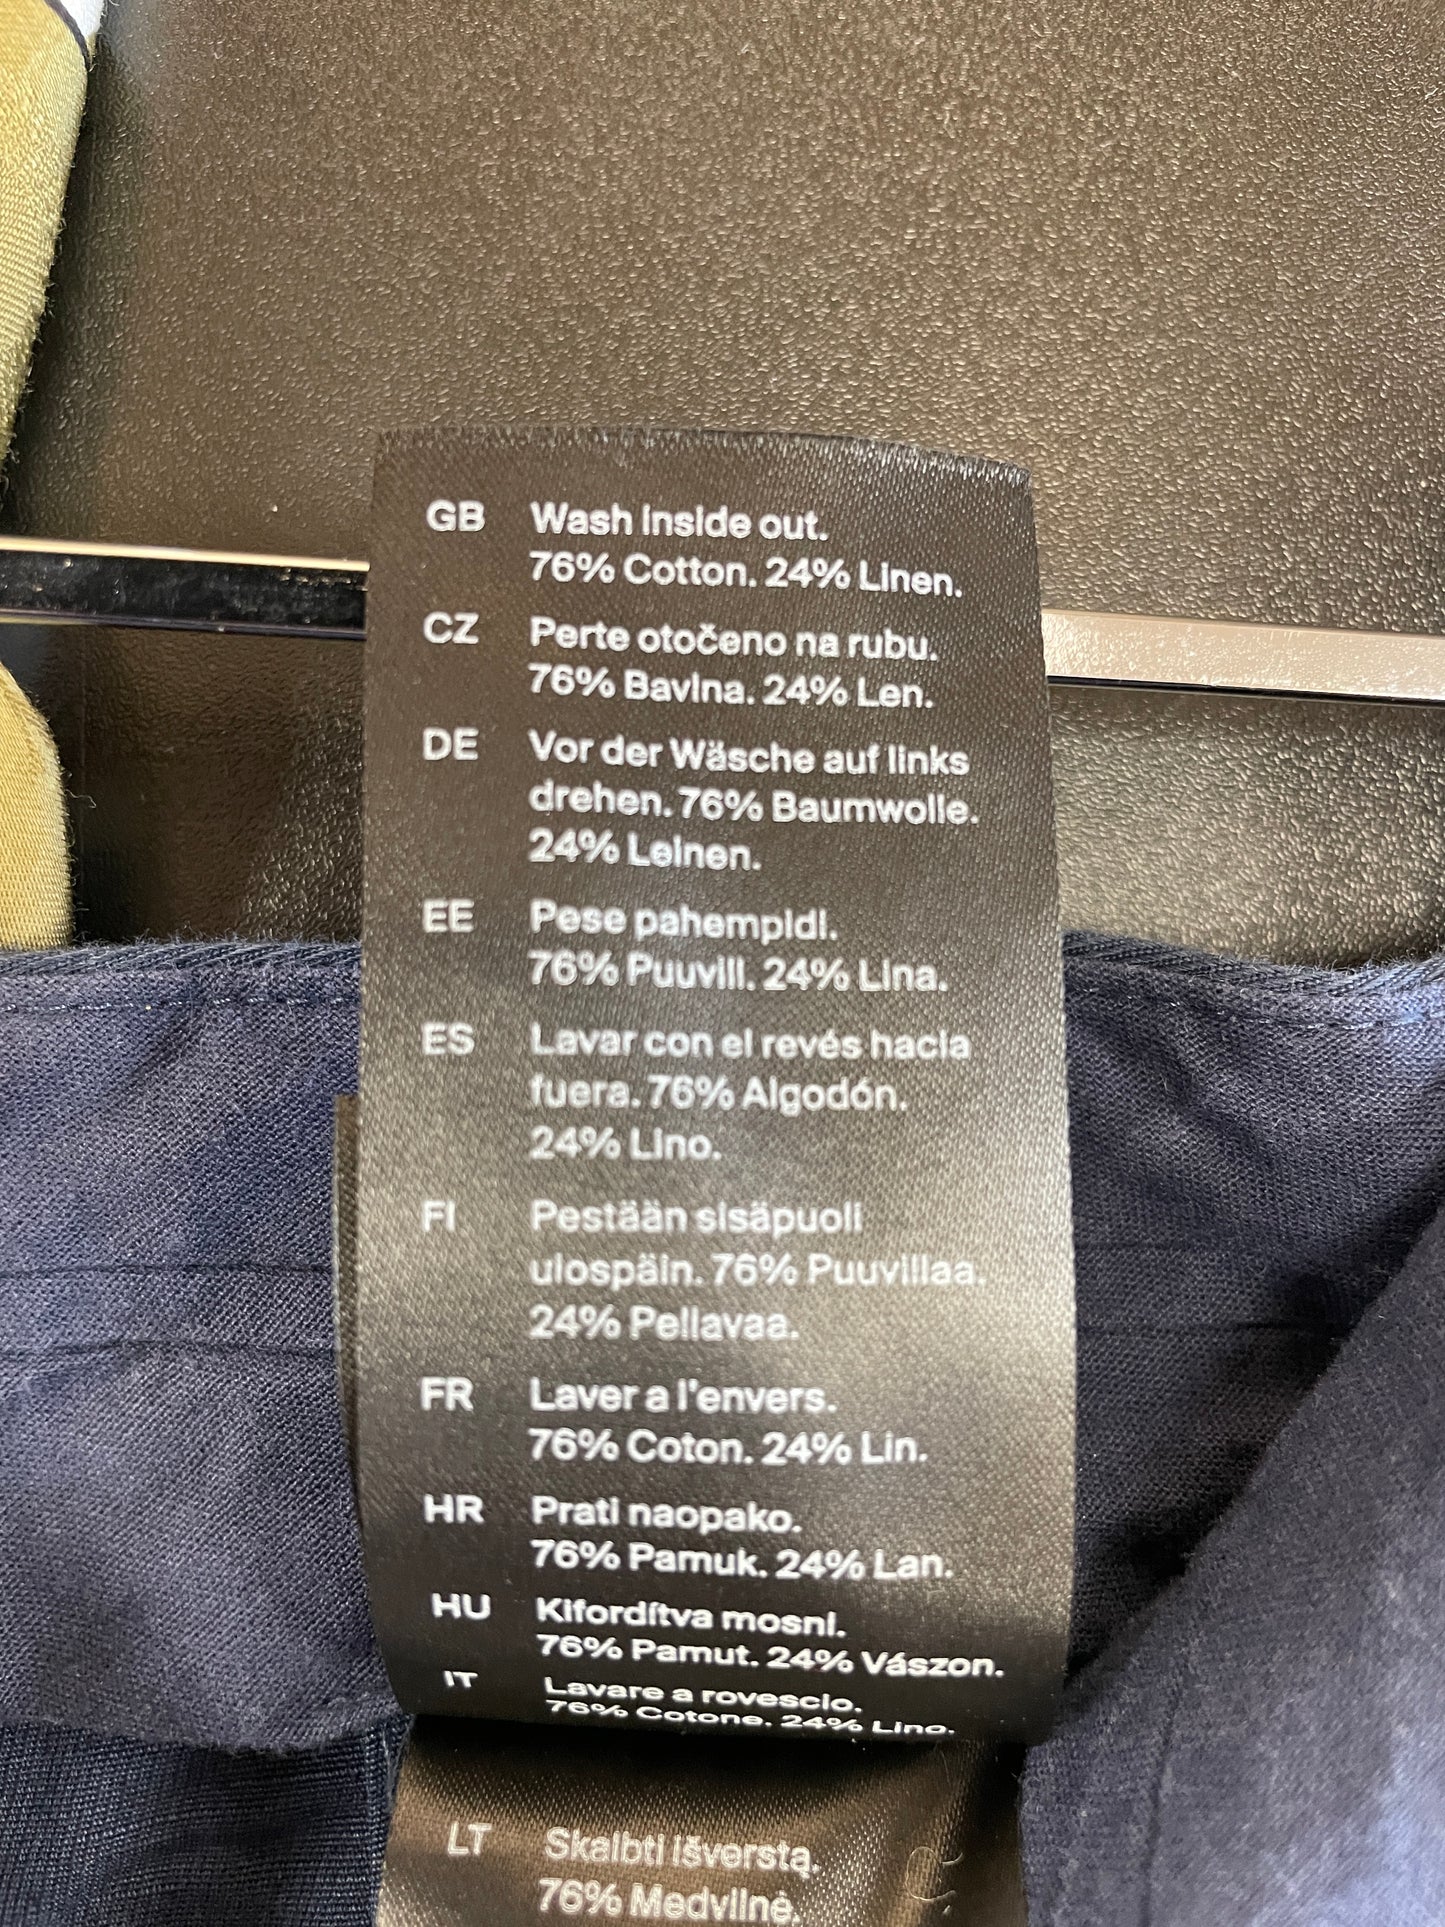 GB Wash inside out.
76% Cotton. 24% Linen.
CZ Perte otočeno na rubu.
76% Bavlna. 24% Len.
DE Vor der Wäsche auf links
drehen. 76% Baumwolle.
24% Leinen.
EE Pese pahempidi.
76% Puuvill. 24% Lina.
ES Lavar con el revés hacia
fuera. 76% Algodón.
24% Lino.
FI Pestään sisäpuoli
ulospäin. 76% Puuvillaa.
24% Pellavaa.
FR Laver a l'envers.
76% Coton. 24% Lin.
HR Prati naopako.
76% Pamuk. 24% Lan.
HU Kifordítva mosni.
76% Pamut. 24% Vászon.
IT Lavare a rovescio.
76% Cotone. 24% Lino.
LT Skalbti išverstą.
76% Medvilnė.